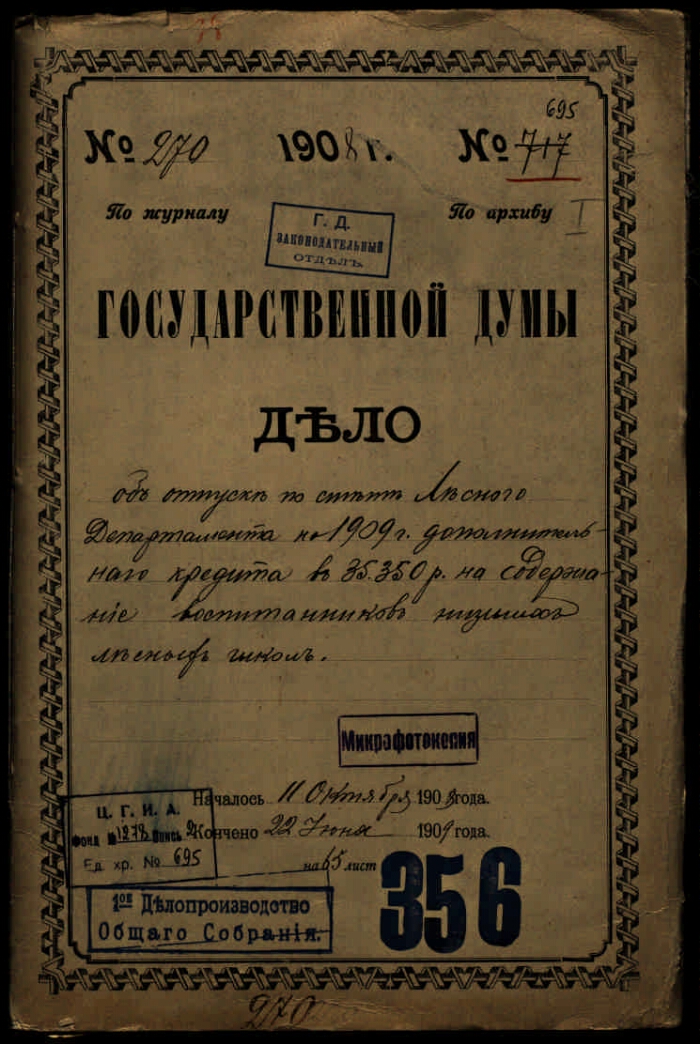 78
695
№ 270 1908 г. № 717
По журналу По архиву I
Г. Д.
ЗАКОНОДАТЕЛЬНЫЙ
ОТДѢЛЪ
ГОСУДАРСТВЕННОЙ ДУМЫ
ДѢЛО
объ отпускѣ по смѣтѣ Лѣсного
Департамента на 1909 г. дополнитель-
наго кредита въ 35.350 р. на содержа-
ніе воспитанниковъ низшихъ
лѣсныхъ школъ.
Микрофотокопия
Началось 11 Октября 1908 года.
Кончено 22 Іюня 1909 года.
на 65 лист
Ц. Г. И. А.
Фонд № 1278 Опись 2
Ед. хр. № 695
356
1ое Дѣлопроизводство
Общаго Собранія.
270